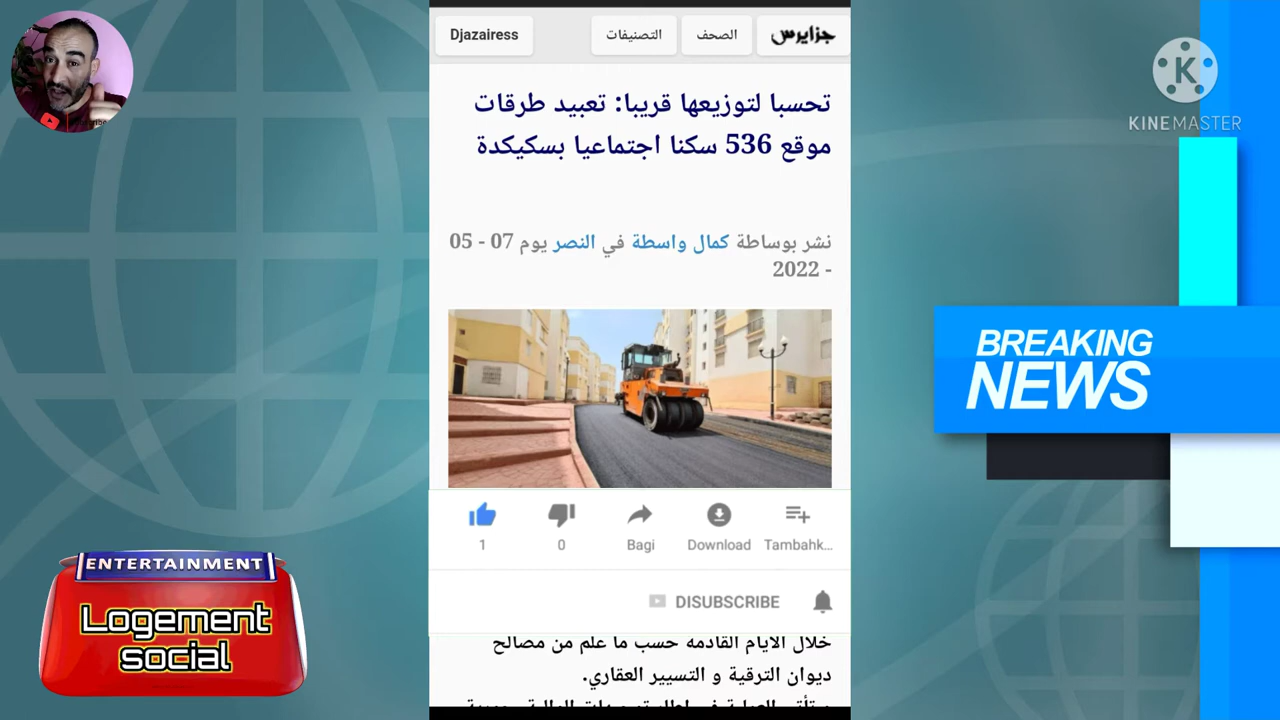 Djazairess
التصنيفات
الصحف
جزايرس
تحسبا لتوزيعها قريبا: تعبيد طرقات
موقع 536 سكنا اجتماعيا بسكيكدة
نشر بوساطة كمال واسطة في النصر يوم 07 - 05
- 2022
KINEMASTER
BREAKING
NEWS
1
0
Bagi
Download
Tambahk...
DISUBSCRIBE
خلال الايام القادمه حسب ما علم من مصالح
ديوان الترقية و التسيير العقاري.
ENTERTAINMENT
Logement
social